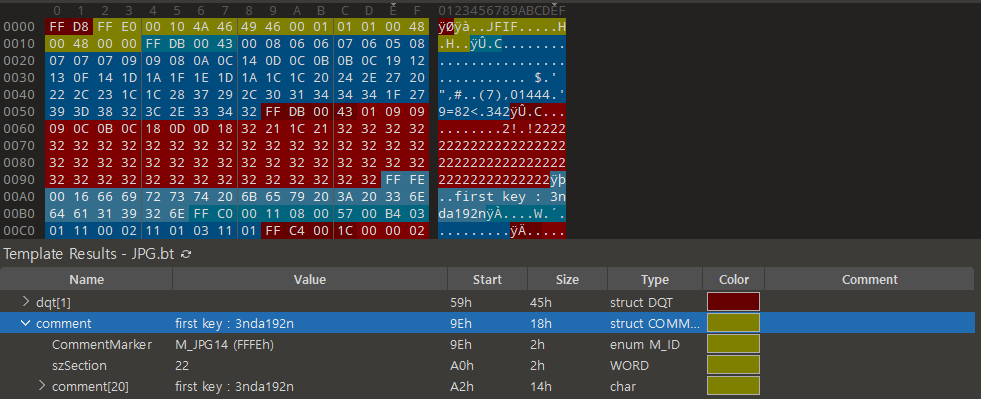 0 1 2 3 4 5 6 7 8 9 A B C D E F 0123456789ABCDEF
0000 FF D8 FF E0 00 10 4A 46 49 46 00 01 01 01 00 48 ÿØÿà..JFIF.....H
0010 00 48 00 00 FF DB 00 43 00 08 06 06 07 06 05 08 .H..ÿÛ.C........
0020 07 07 07 09 09 08 0A 0C 14 0D 0C 0B 0B 0C 19 12 ................
0030 13 0F 14 1D 1A 1F 1E 1D 1A 1C 1C 20 24 2E 27 20 ........... $.'
0040 22 2C 23 1C 1C 28 37 29 2C 30 31 34 34 34 1F 27 ",#..(7),01444.'
0050 39 3D 38 32 3C 2E 33 34 32 FF DB 00 43 01 09 09 9=82<.342ÿÛ.C...
0060 09 0C 0B 0C 18 0D 0D 18 32 21 1C 21 32 32 32 32 ........2!.!2222
0070 32 32 32 32 32 32 32 32 32 32 32 32 32 32 32 32 2222222222222222
0080 32 32 32 32 32 32 32 32 32 32 32 32 32 32 32 32 2222222222222222
0090 32 32 32 32 32 32 32 32 32 32 32 32 32 32 FF FE 22222222222222ÿþ
00A0 00 16 66 69 72 73 74 20 6B 65 79 20 3A 20 33 6E ..first key : 3n
00B0 64 61 31 39 32 6E FF C0 00 11 08 00 57 00 B4 03 da192nÿÀ....W.´.
00C0 01 11 00 02 11 01 03 11 01 FF C4 00 1C 00 00 02 .........ÿÄ.....
Template Results - JPG.bt
Name Value Start Size Type Color Comment
dqt[1] 59h 45h struct DQT
comment first key : 3nda192n 9Eh 18h struct COMM...
CommentMarker M_JPG14 (FFFEh) 9Eh 2h enum M_ID
szSection 22 A0h 2h WORD
comment[20] first key : 3nda192n A2h 14h char